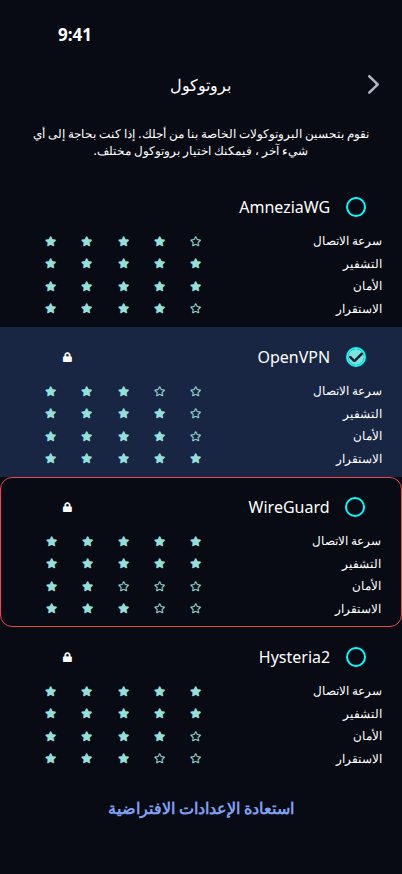 9:41
بروتوكول
نقوم بتحسين البروتوكولات الخاصة بنا من أجلك. إذا كنت بحاجة إلى أي
شيء آخر ، فيمكنك اختيار بروتوكول مختلف.
AmneziaWG
سرعة الاتصال
التشفير
الأمان
الاستقرار
OpenVPN
سرعة الاتصال
التشفير
الأمان
الاستقرار
WireGuard
سرعة الاتصال
التشفير
الأمان
الاستقرار
Hysteria2
سرعة الاتصال
التشفير
الأمان
الاستقرار
استعادة الإعدادات الافتراضية